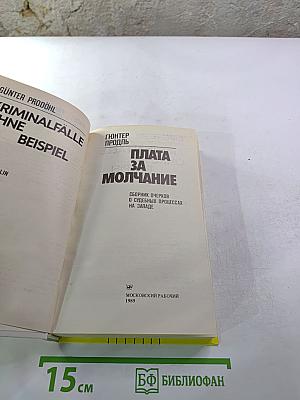 GÜNTER PRODÖHL
KRIMINALFÄLLE
OHNE
BEISPIEL
ГЮНТЕР
ПРОДЛЬ
ПЛАТА
ЗА
МОЛЧАНИЕ
СБОРНИК ОЧЕРКОВ
О СУДЕБНЫХ ПРОЦЕССАХ
НА ЗАПАДЕ
МОСКОВСКИЙ РАБОЧИЙ
1989
15 см
БФ БИБЛИОФАН